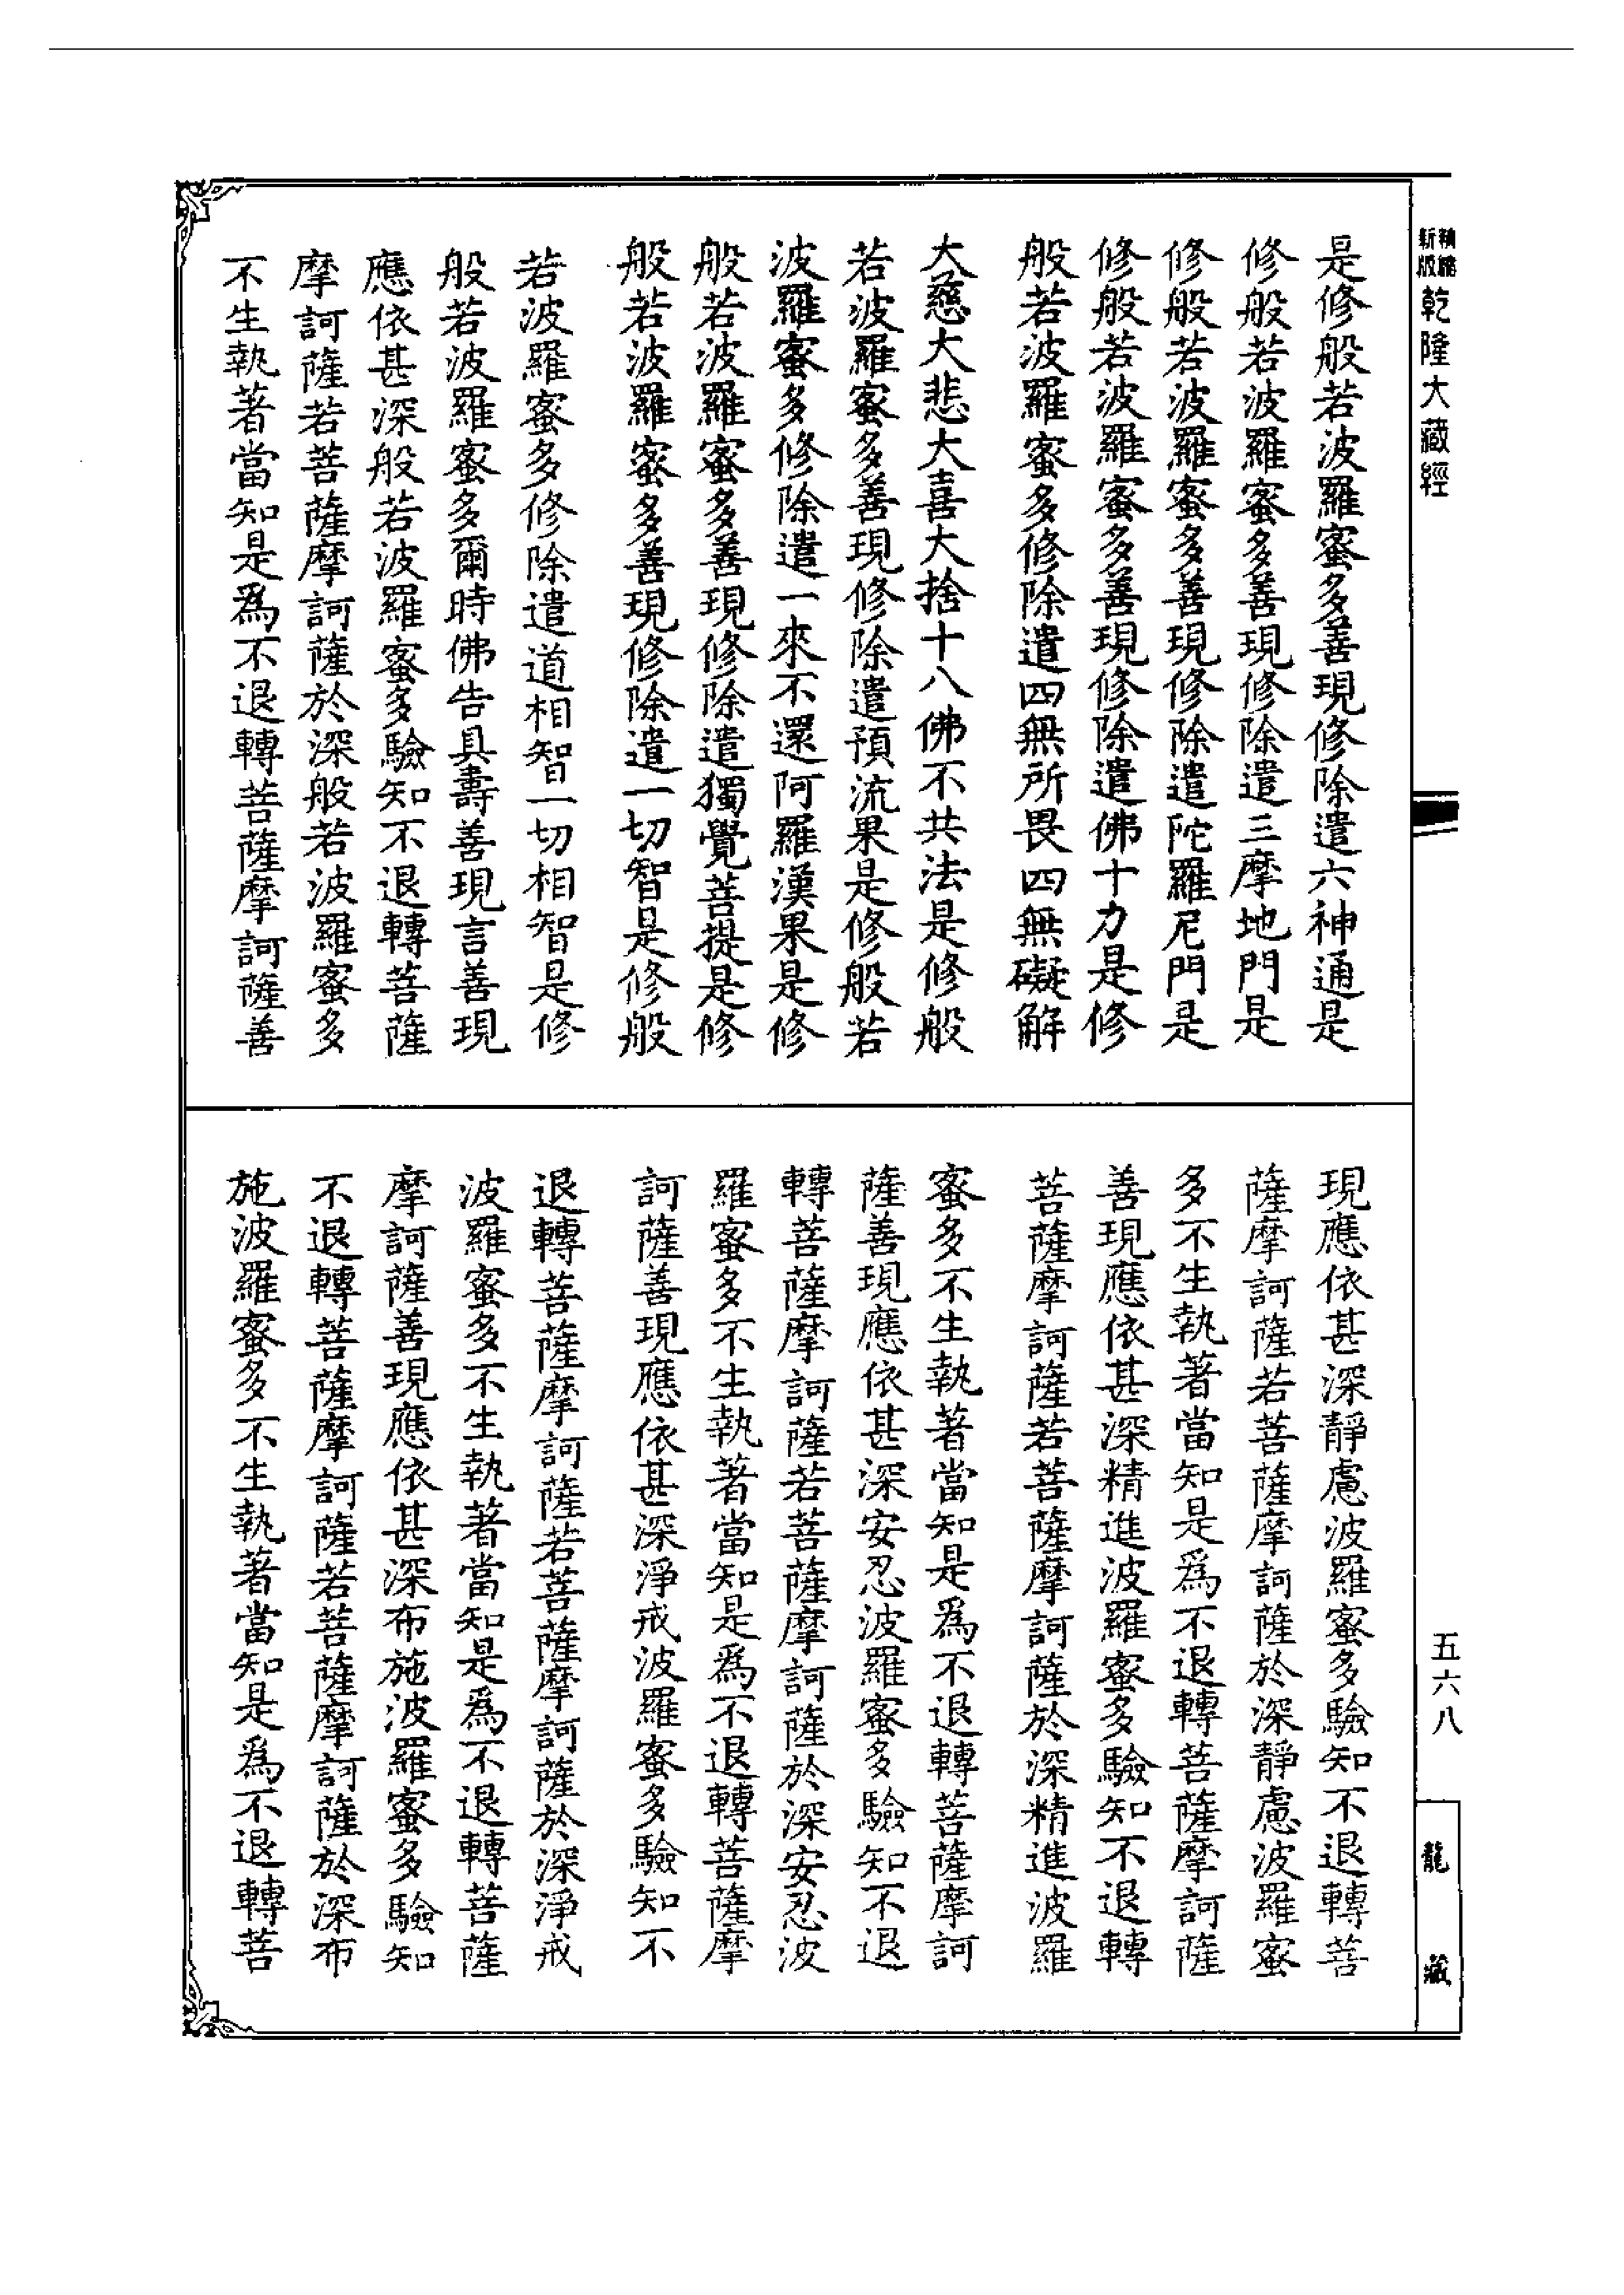 新版精縮乾隆大藏經
是修般若波羅蜜多善現修除遣六神通是
修般若波羅蜜多善現修除遣三摩地門是
修般若波羅蜜多善現修除遣陀羅尼門是
修般若波羅蜜多善現修除遣佛十力是修
般若波羅蜜多修除遣四無所畏四無礙解
大慈大悲大喜大捨十八佛不共法是修般
若波羅蜜多善現修除遣預流果是修般若
波羅蜜多修除遣一來不還阿羅漢果是修
般若波羅蜜多善現修除遣獨覺菩提是修
般若波羅蜜多善現修除遣一切智是修般
若波羅蜜多修除遣道相智一切相智是修
般若波羅蜜多爾時佛告具壽善現言善現
應依甚深般若波羅蜜多驗知不退轉菩薩
摩訶薩若菩薩摩訶薩於深般若波羅蜜多
不生執著當知是為不退轉菩薩摩訶薩善
現應依甚深靜慮波羅蜜多驗知不退轉菩
薩摩訶薩若菩薩摩訶薩於深靜慮波羅蜜
多不生執著當知是為不退轉菩薩摩訶薩
善現應依甚深精進波羅蜜多驗知不退轉
菩薩摩訶薩若菩薩摩訶薩於深精進波羅
蜜多不生執著當知是為不退轉菩薩摩訶
薩善現應依甚深安忍波羅蜜多驗知不退
轉菩薩摩訶薩若菩薩摩訶薩於深安忍波
羅蜜多不生執著當知是為不退轉菩薩摩
訶薩善現應依甚深淨戒波羅蜜多驗知不
退轉菩薩摩訶薩若菩薩摩訶薩於深淨戒
波羅蜜多不生執著當知是為不退轉菩薩
摩訶薩善現應依甚深布施波羅蜜多驗知
不退轉菩薩摩訶薩若菩薩摩訶薩於深布
施波羅蜜多不生執著當知是為不退轉菩
五六八
龍藏